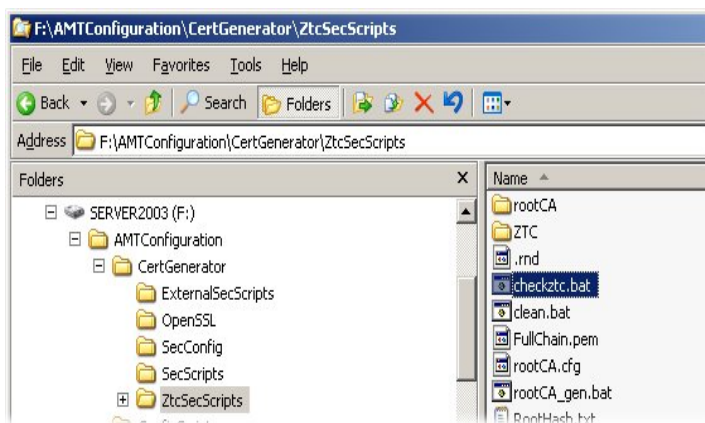 F:\AMTConfiguration\CertGenerator\ZtcSecScripts
File Edit View Favorites Tools Help
Back Search Folders
Address F:\AMTConfiguration\CertGenerator\ZtcSecScripts
Folders x
SERVER2003 (F:)
AMTConfiguration
CertGenerator
ExternalSecScripts
OpenSSL
SecConfig
SecScripts
ZtcSecScripts
Name
rootCA
ZTC
.rnd
checkztc.bat
clean.bat
FullChain.pem
rootCA.cfg
rootCA_gen.bat
RootHash.txt